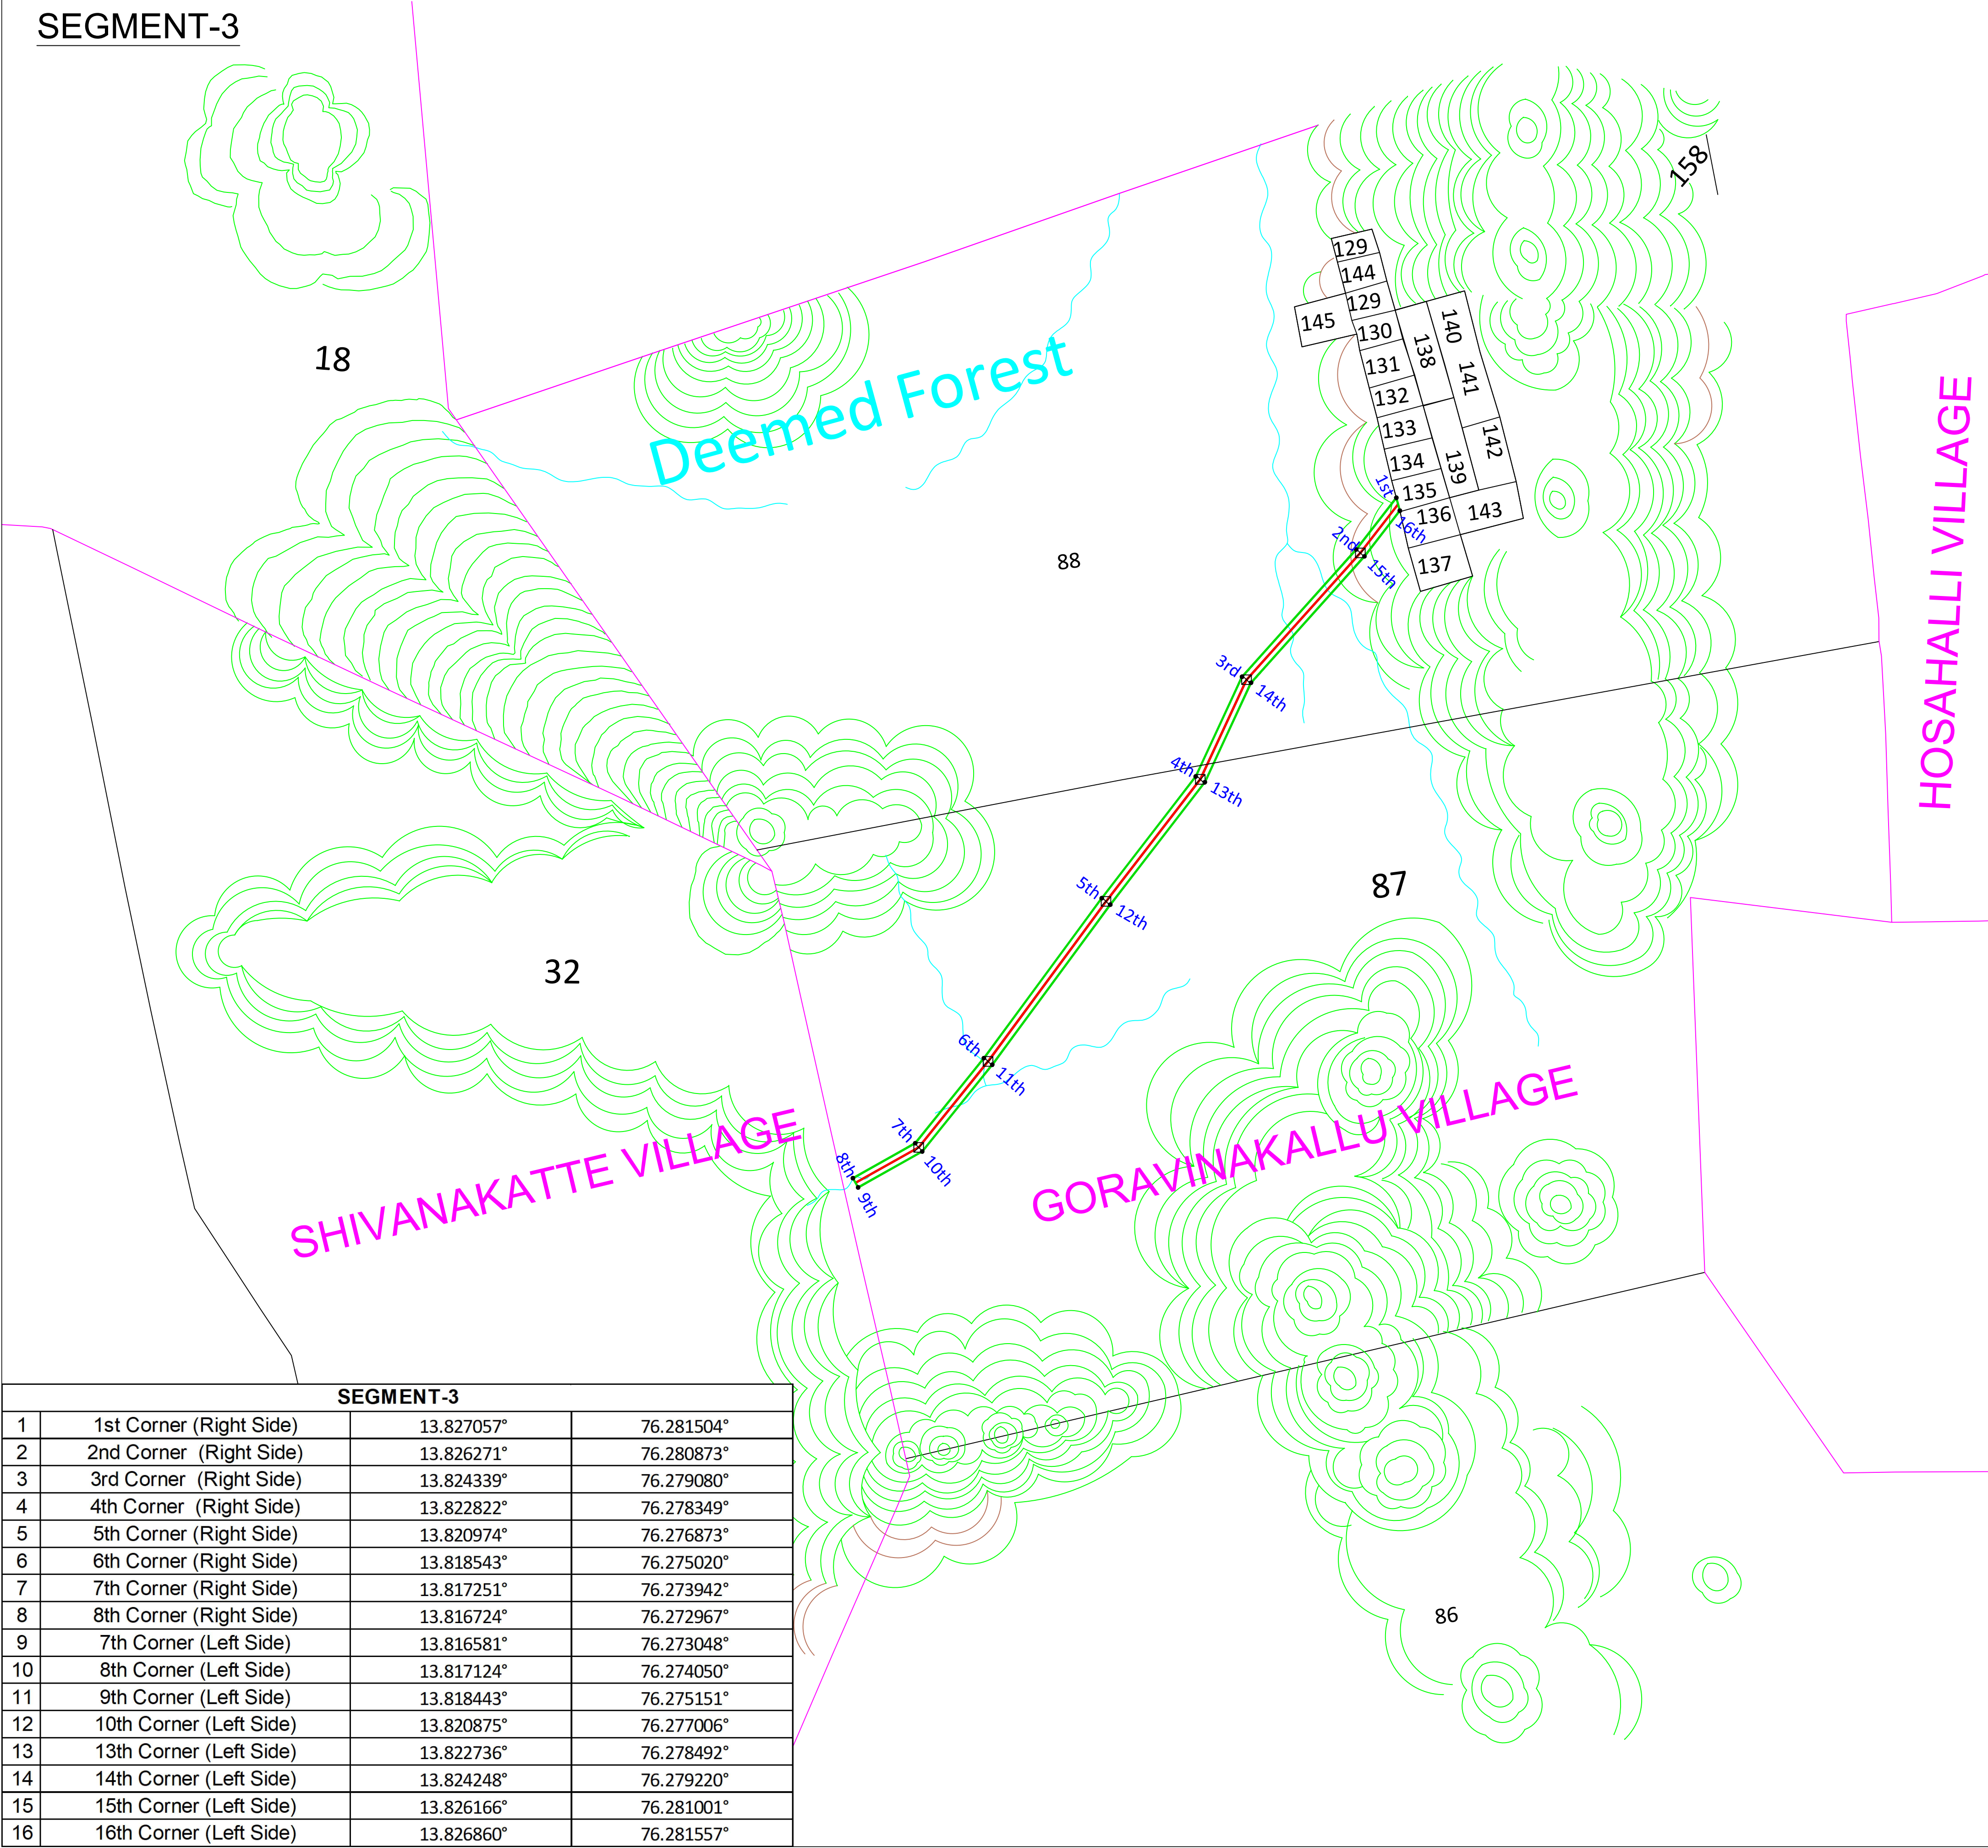 SEGMENT-3
158
129
144
129
145
130
140
138
131
141
132
133
142
134
139
1st
135
136
143
16th
2nd
137
15th
18
Deemed Forest
88
HOSAHALLI VILLAGE
3rd
14th
4th
13th
5th
12th
87
32
6th
11th
7th
10th
8th
9th
SHIVANAKATTE VILLAGE
GORAVINAKALLU VILLAGE
86
SEGMENT-3
1 1st Corner (Right Side) 13.827057° 76.281504°
2 2nd Corner (Right Side) 13.826271° 76.280873°
3 3rd Corner (Right Side) 13.824339° 76.279080°
4 4th Corner (Right Side) 13.822822° 76.278349°
5 5th Corner (Right Side) 13.820974° 76.276873°
6 6th Corner (Right Side) 13.818543° 76.275020°
7 7th Corner (Right Side) 13.817251° 76.273942°
8 8th Corner (Right Side) 13.816724° 76.272967°
9 7th Corner (Left Side) 13.816581° 76.273048°
10 8th Corner (Left Side) 13.817124° 76.274050°
11 9th Corner (Left Side) 13.818443° 76.275151°
12 10th Corner (Left Side) 13.820875° 76.277006°
13 13th Corner (Left Side) 13.822736° 76.278492°
14 14th Corner (Left Side) 13.824248° 76.279220°
15 15th Corner (Left Side) 13.826166° 76.281001°
16 16th Corner (Left Side) 13.826860° 76.281557°